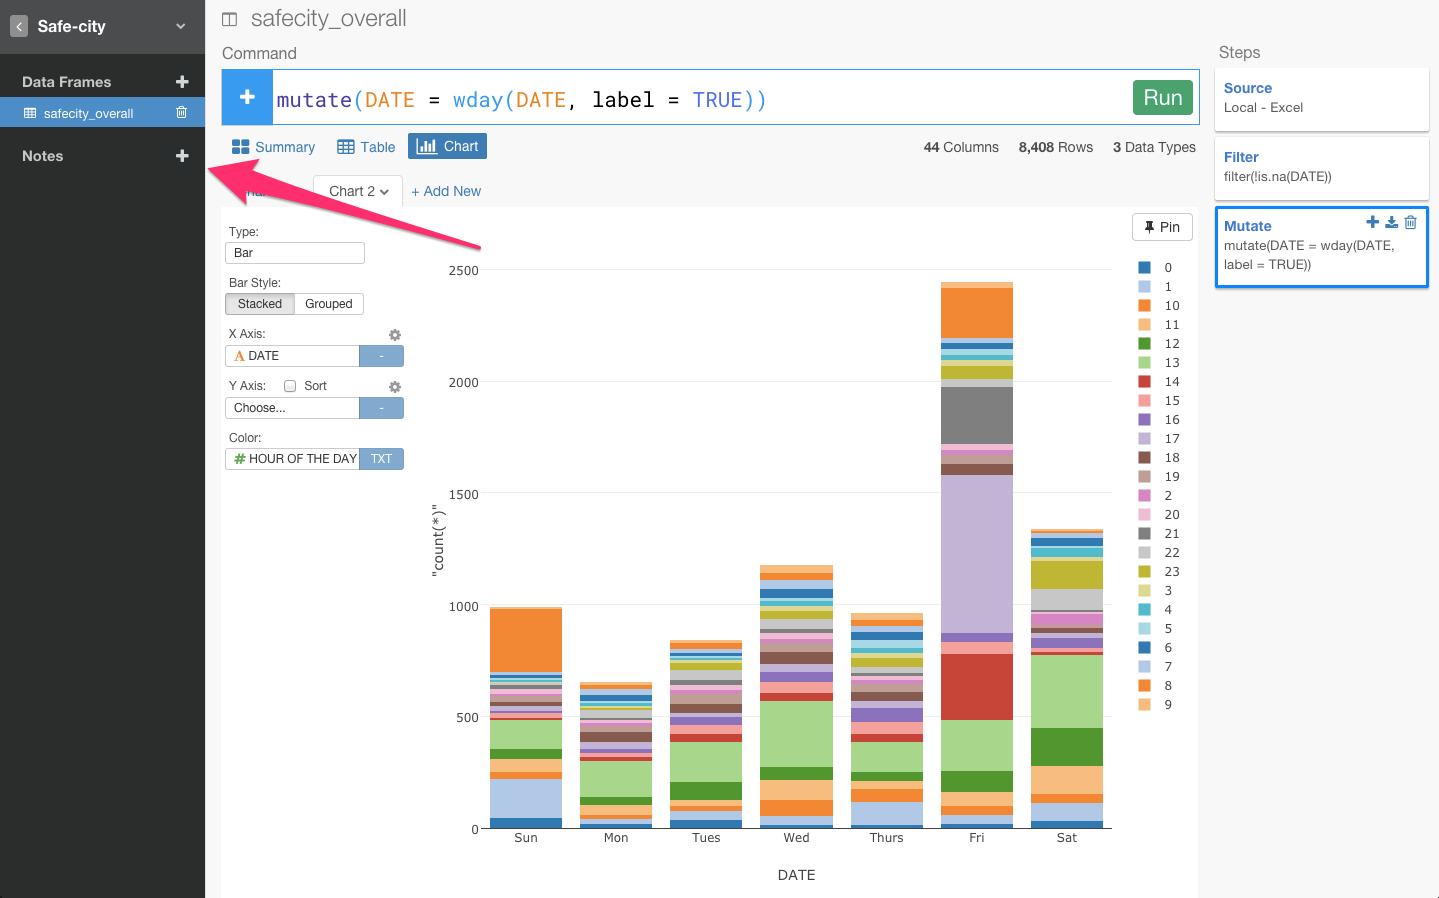 Safe-city
Data Frames
safecity_overall
Notes
safecity_overall
Command
mutate(DATE = wday(DATE, label = TRUE))
Run
Summary
Table
Chart
44 Columns 8,408 Rows 3 Data Types
Chart 2
+ Add New
Pin
Type:
Bar
Bar Style:
Stacked
Grouped
X Axis:
A DATE
-
Y Axis:
Sort
Choose...
-
Color:
# HOUR OF THE DAY
TXT
"count(*)"
2500
2000
1500
1000
500
0
Sun
Mon
Tues
Wed
Thurs
Fri
Sat
DATE
0
1
10
11
12
13
14
15
16
17
18
19
2
20
21
22
23
3
4
5
6
7
8
9
Steps
Source
Local - Excel
Filter
filter(!is.na(DATE))
Mutate
mutate(DATE = wday(DATE,
label = TRUE))